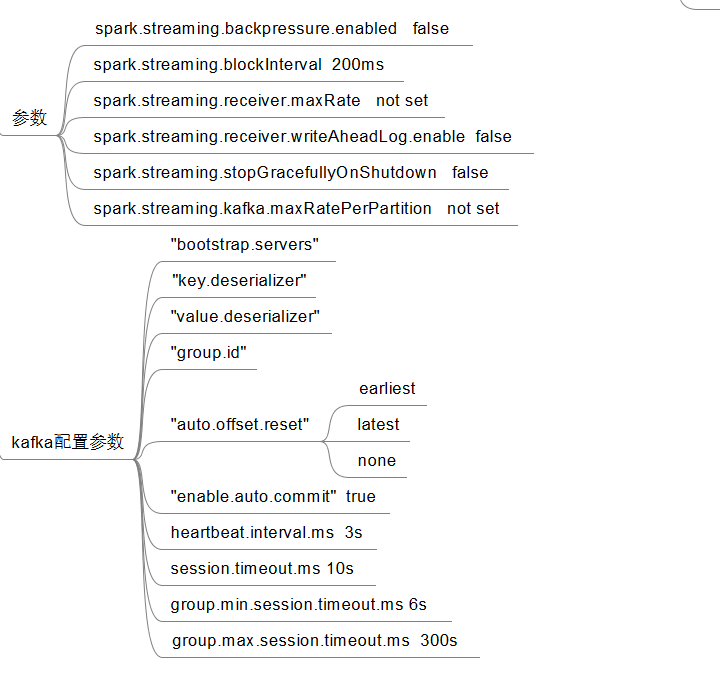 参数
spark.streaming.backpressure.enabled false
spark.streaming.blockInterval 200ms
spark.streaming.receiver.maxRate not set
spark.streaming.receiver.writeAheadLog.enable false
spark.streaming.stopGracefullyOnShutdown false
spark.streaming.kafka.maxRatePerPartition not set
kafka配置参数
"bootstrap.servers"
"key.deserializer"
"value.deserializer"
"group.id"
"auto.offset.reset"
earliest
latest
none
"enable.auto.commit" true
heartbeat.interval.ms 3s
session.timeout.ms 10s
group.min.session.timeout.ms 6s
group.max.session.timeout.ms 300s